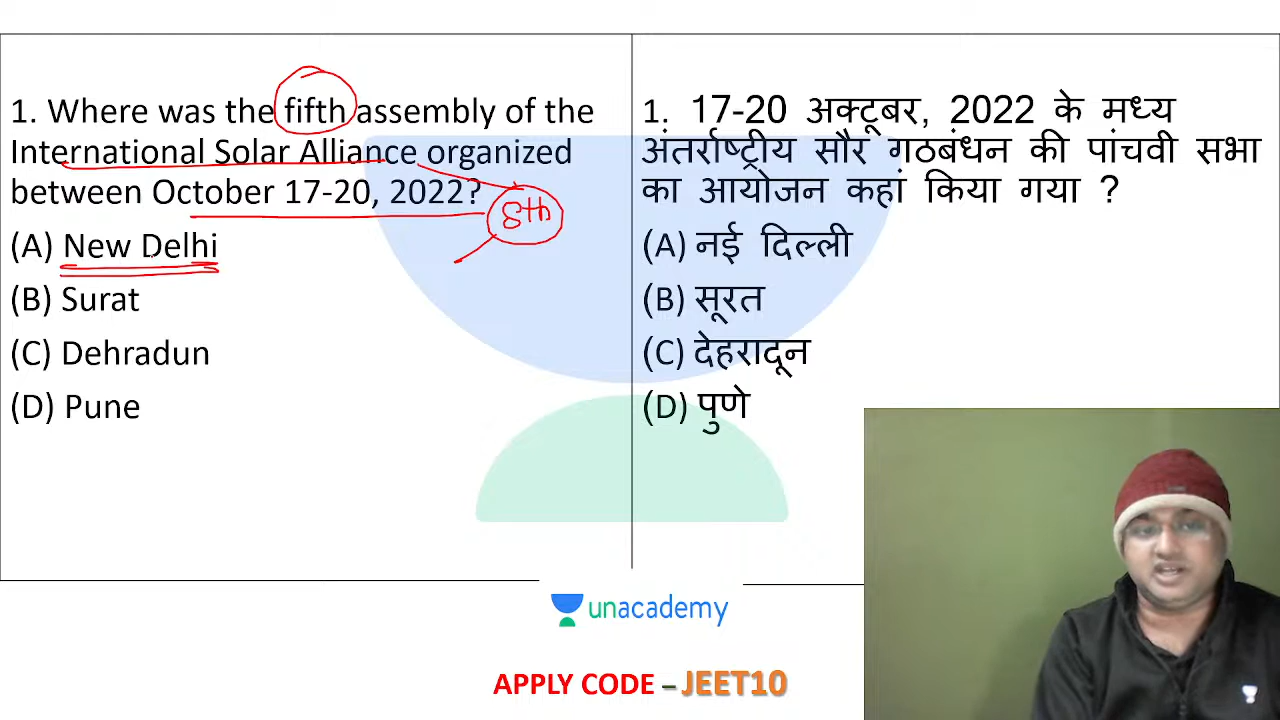 1. Where was the fifth assembly of the
International Solar Alliance organized
between October 17-20, 2022?
8th
(A) New Delhi
(B) Surat
(C) Dehradun
(D) Pune
1. 17-20 अक्टूबर, 2022 के मध्य
अंतर्राष्ट्रीय सौर गठबंधन की पांचवी सभा
का आयोजन कहां किया गया ?
(A) नई दिल्ली
(B) सूरत
(C) देहरादून
(D) पुणे
unacademy
APPLY CODE – JEET10